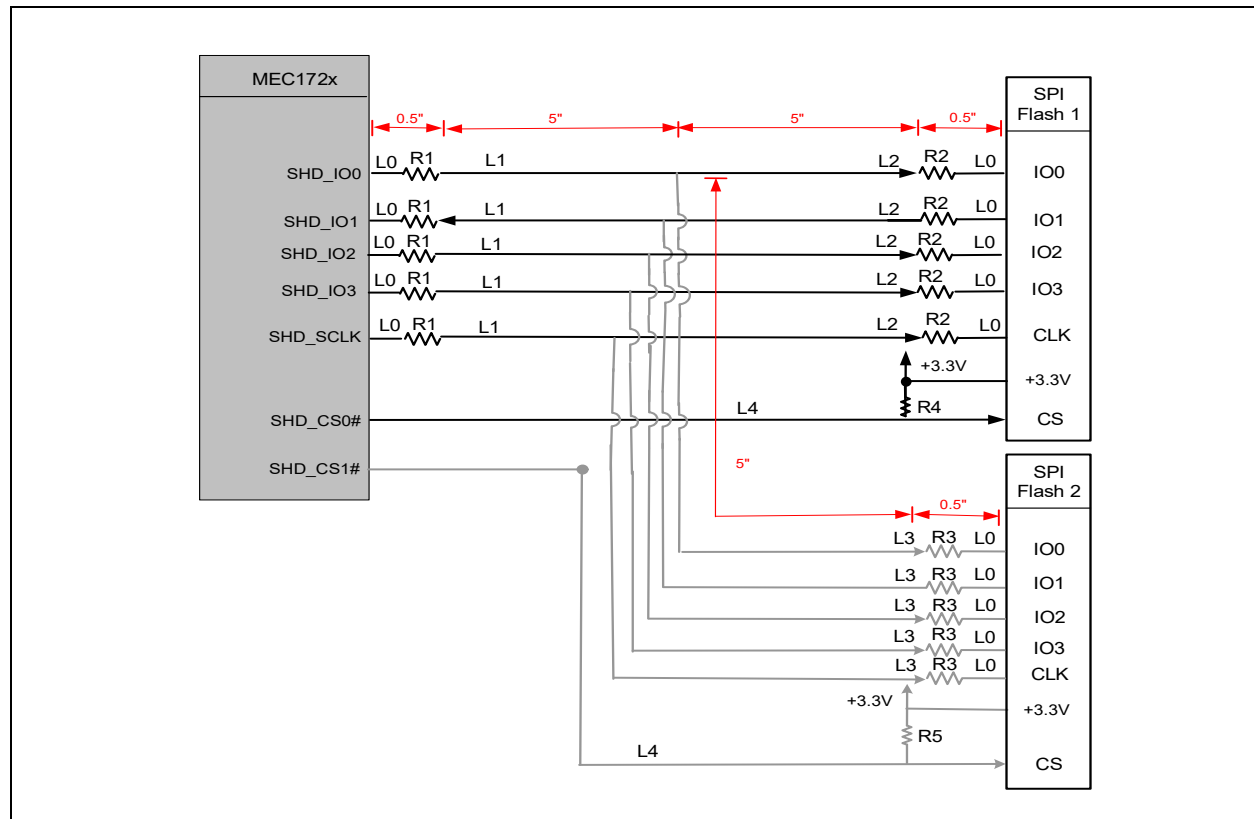 MEC172x
SPI
Flash 1
0.5" 5" 5" 0.5"
SHD_IO0 L0 R1 L1 L2 R2 L0 IO0
SHD_IO1 L0 R1 L1 L2 R2 L0 IO1
SHD_IO2 L0 R1 L1 L2 R2 L0 IO2
SHD_IO3 L0 R1 L1 L2 R2 L0 IO3
SHD_SCLK L0 R1 L1 L2 R2 L0 CLK
+3.3V +3.3V
R4
SHD_CS0# L4 CS
SHD_CS1#
5"
SPI
Flash 2
0.5"
L3 R3 L0 IO0
L3 R3 L0 IO1
L3 R3 L0 IO2
L3 R3 L0 IO3
L3 R3 L0 CLK
+3.3V +3.3V
R5
L4 CS